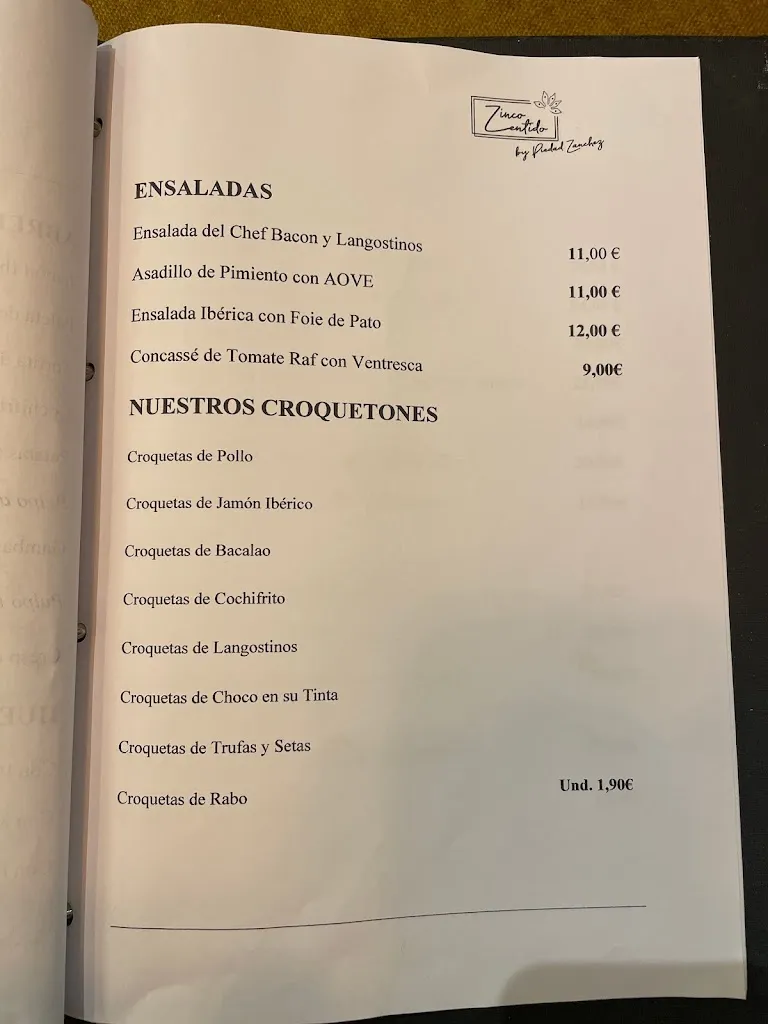 Zinco
Zentido
by Piedad Zanchez
ENSALADAS
Ensalada del Chef Bacon y Langostinos 11,00 €
Asadillo de Pimiento con AOVE 11,00 €
Ensalada Ibérica con Foie de Pato 12,00 €
Concassé de Tomate Raf con Ventresca 9,00€
NUESTROS CROQUETONES
Croquetas de Pollo
Croquetas de Jamón Ibérico
Croquetas de Bacalao
Croquetas de Cochifrito
Croquetas de Langostinos
Croquetas de Choco en su Tinta
Croquetas de Trufas y Setas
Croquetas de Rabo Und. 1,90€